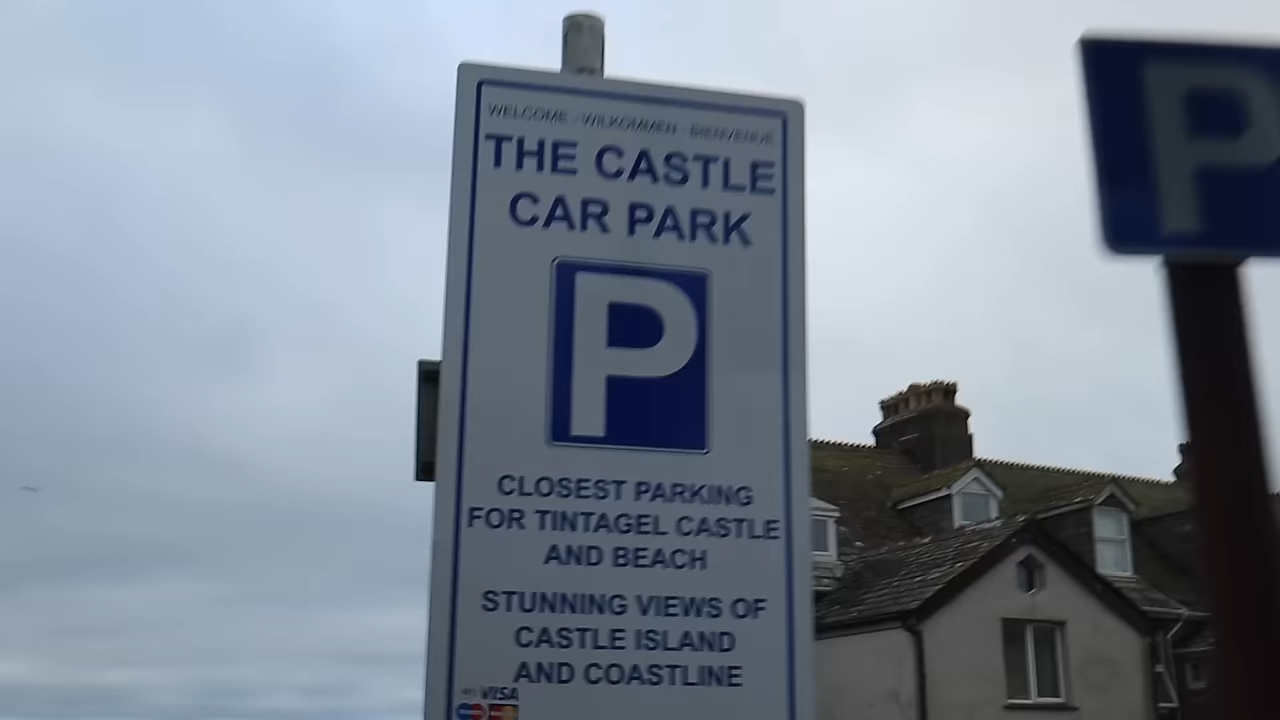 WELCOME - WILKOMMEN - BIENVENUE
THE CASTLE
CAR PARK
P
CLOSEST PARKING
FOR TINTAGEL CASTLE
AND BEACH
STUNNING VIEWS OF
CASTLE ISLAND
AND COASTLINE
VISA
P